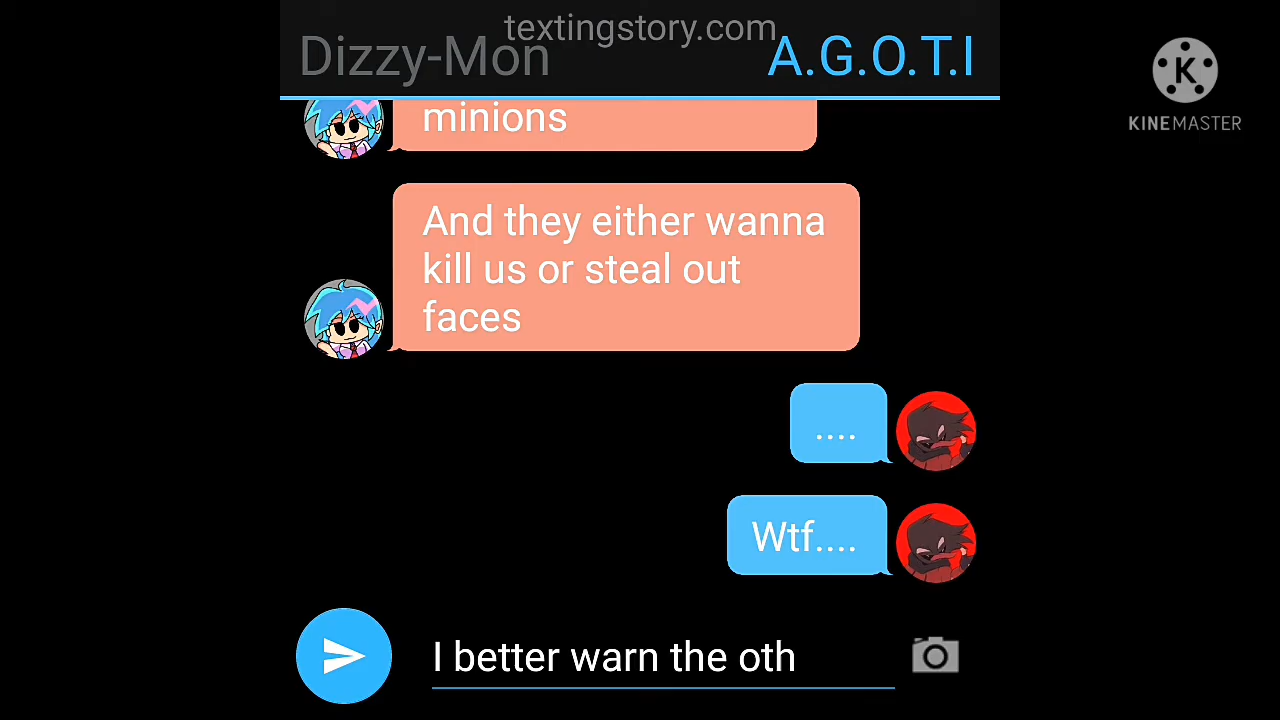 textingstory.com
Dizzy-Mon A.G.O.T.I
K
KINEMASTER
minions
And they either wanna
kill us or steal out
faces
....
Wtf....
I better warn the oth